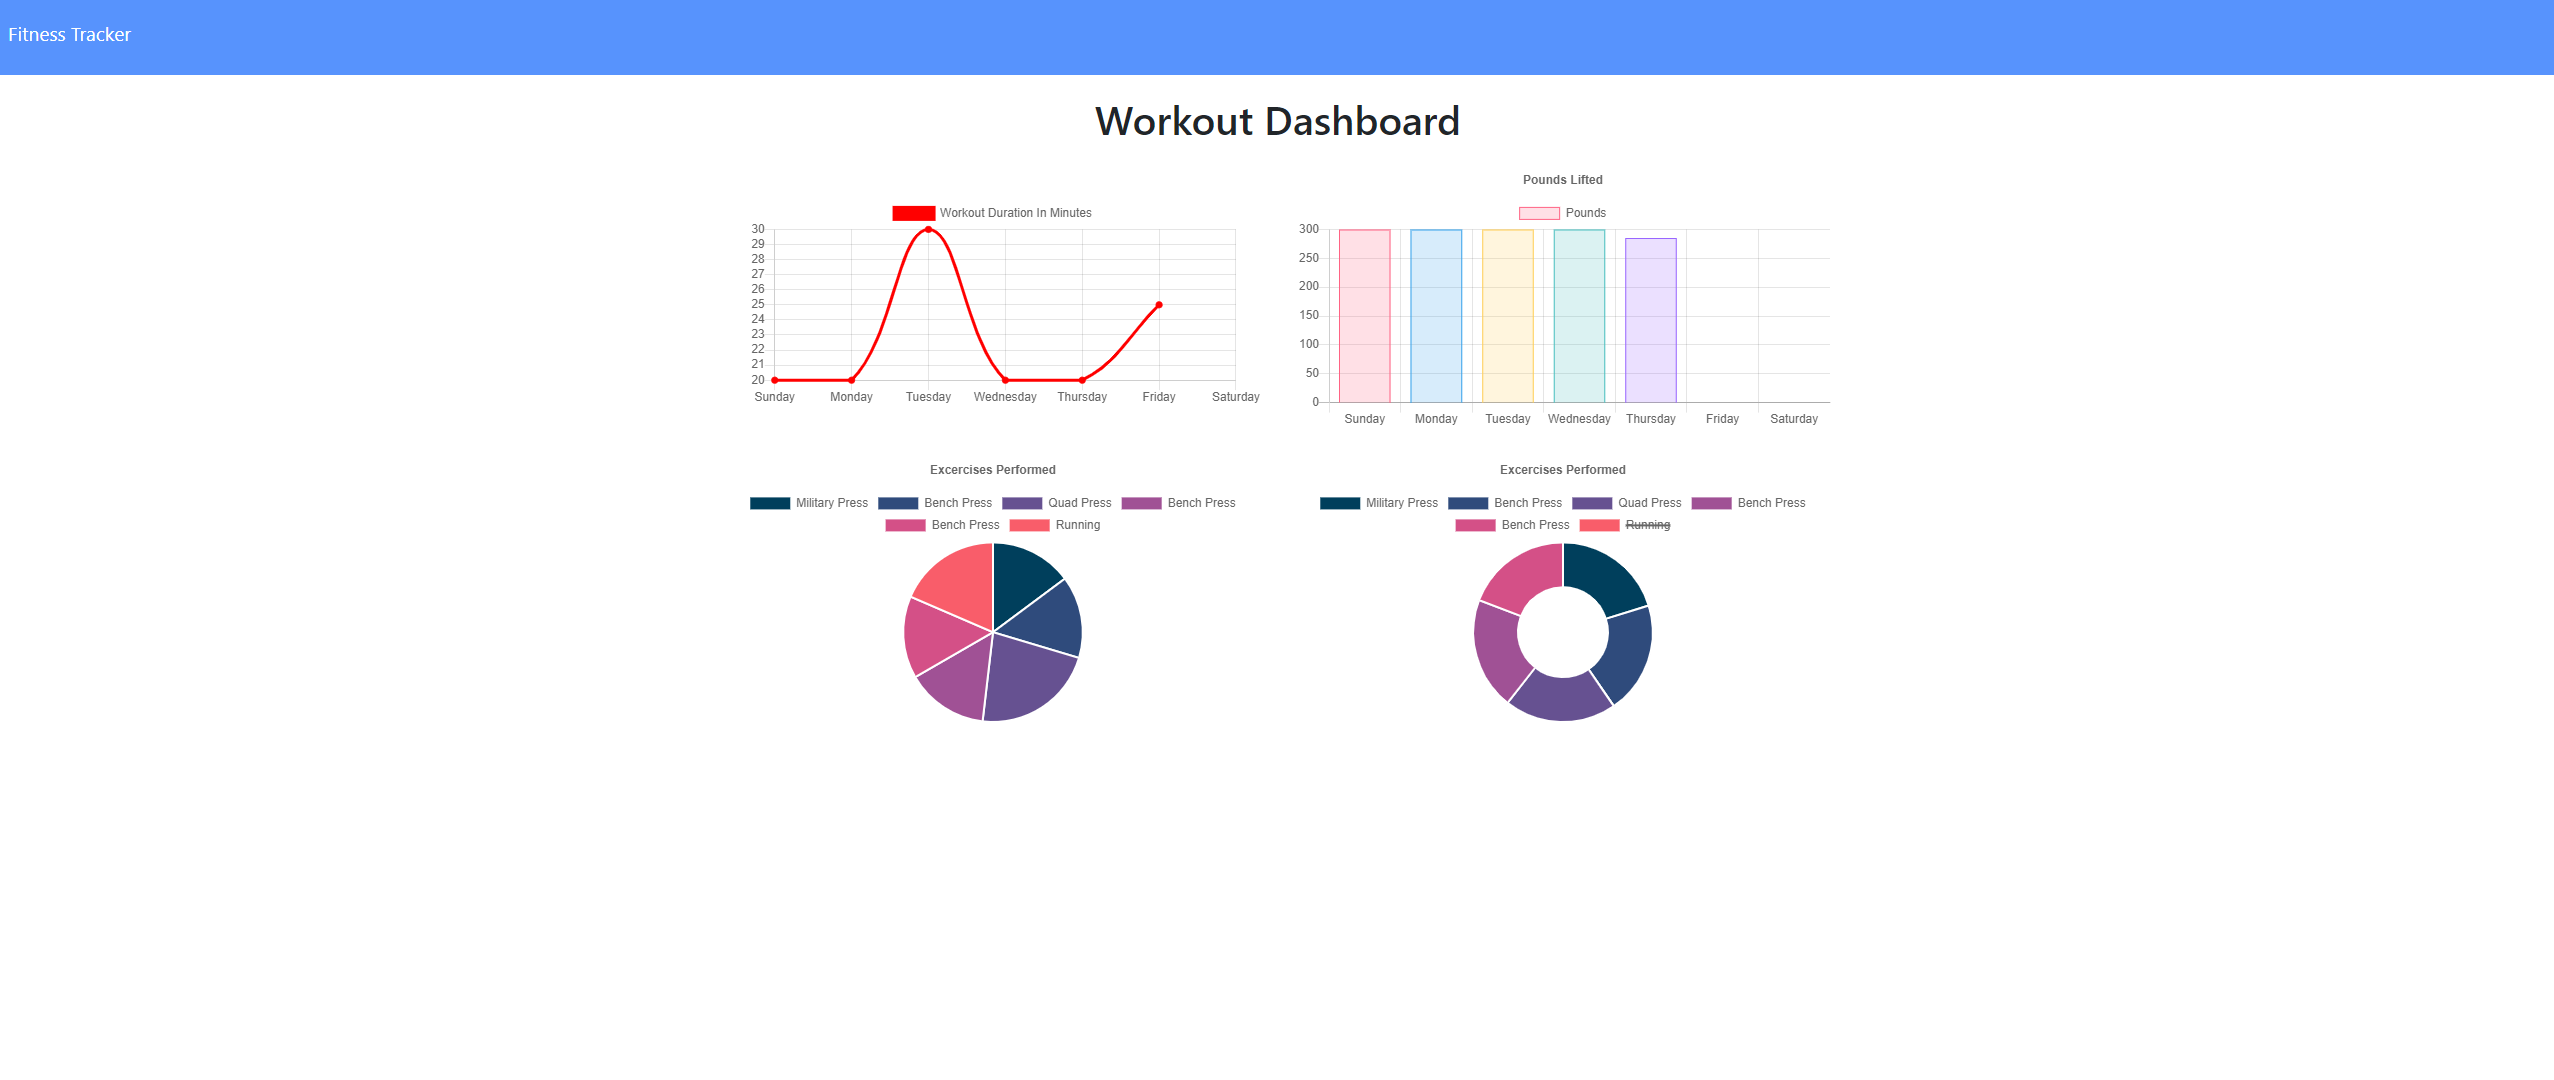 Fitness Tracker
Workout Dashboard
Workout Duration In Minutes
30
29
28
27
26
25
24
23
22
21
20
Sunday Monday Tuesday Wednesday Thursday Friday Saturday
Pounds Lifted
Pounds
300
250
200
150
100
50
0
Sunday Monday Tuesday Wednesday Thursday Friday Saturday
Excercises Performed
Military Press Bench Press Quad Press Bench Press
Bench Press Running
Excercises Performed
Military Press Bench Press Quad Press Bench Press
Bench Press Running